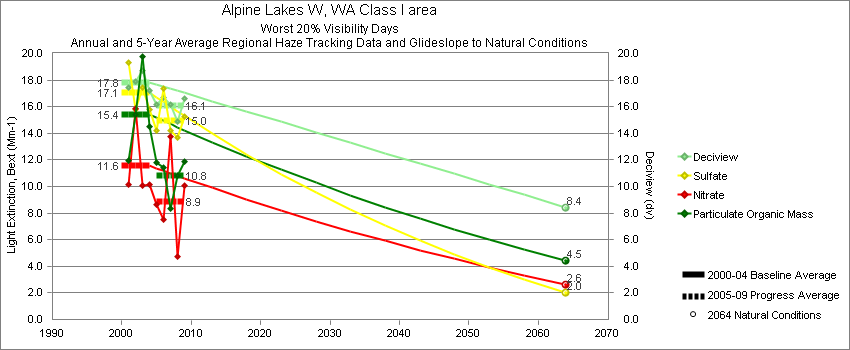 Alpine Lakes W, WA Class I area
Worst 20% Visibility Days
Annual and 5-Year Average Regional Haze Tracking Data and Glideslope to Natural Conditions
20.0 20.0
18.0 18.0
17.8
17.1
16.0 16.1 16.0
15.4
15.0
14.0 14.0
12.0 12.0
11.6
10.8
10.0 10.0
8.9
8.4
8.0 8.0
6.0 6.0
4.5
4.0 4.0
2.6
2.0 2.0 2.0
0.0 0.0
1990 2000 2010 2020 2030 2040 2050 2060 2070
Light Extinction, Bext (Mm-1)
Deciview (dv)
Deciview
Sulfate
Nitrate
Particulate Organic Mass
2000-04 Baseline Average
2005-09 Progress Average
2064 Natural Conditions